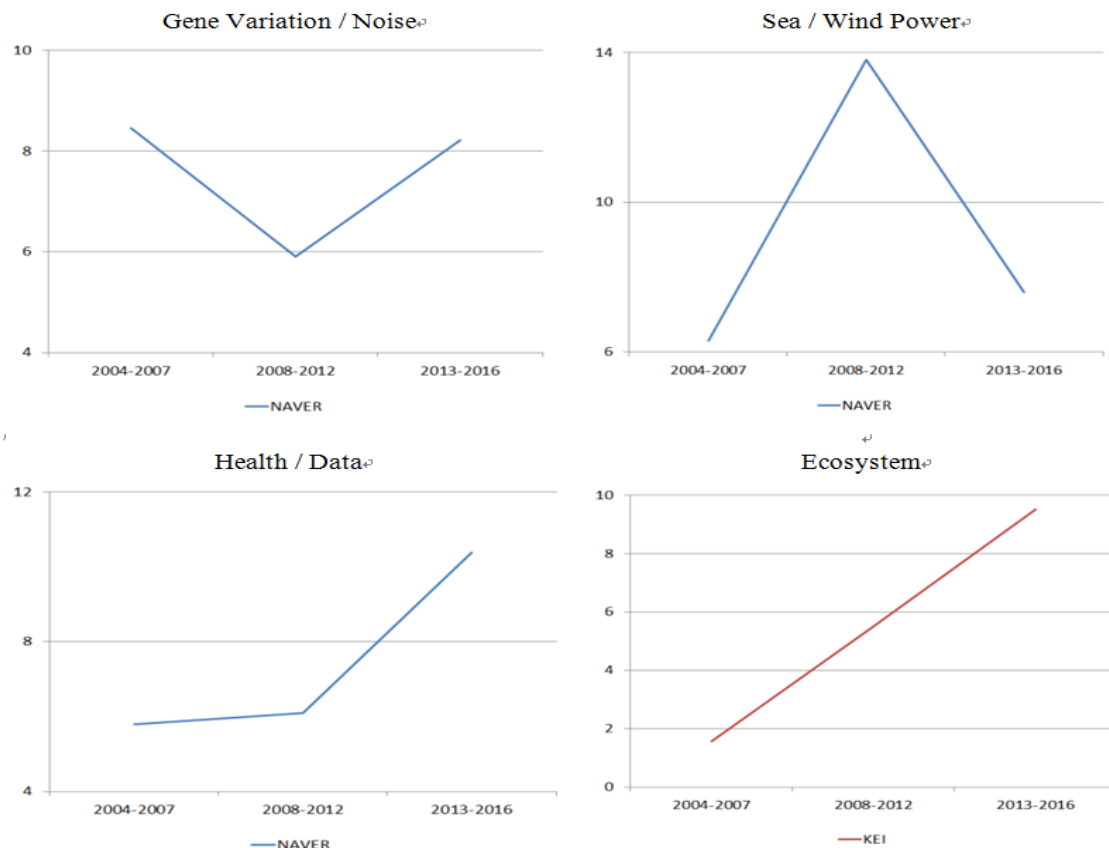 Gene Variation / Noise
10
8
6
4
2004-2007 2008-2012 2013-2016
NAVER
Sea / Wind Power
14
10
6
2004-2007 2008-2012 2013-2016
NAVER
Health / Data
12
8
4
2004-2007 2008-2012 2013-2016
NAVER
Ecosystem
10
8
6
4
2
0
2004-2007 2008-2012 2013-2016
KEI